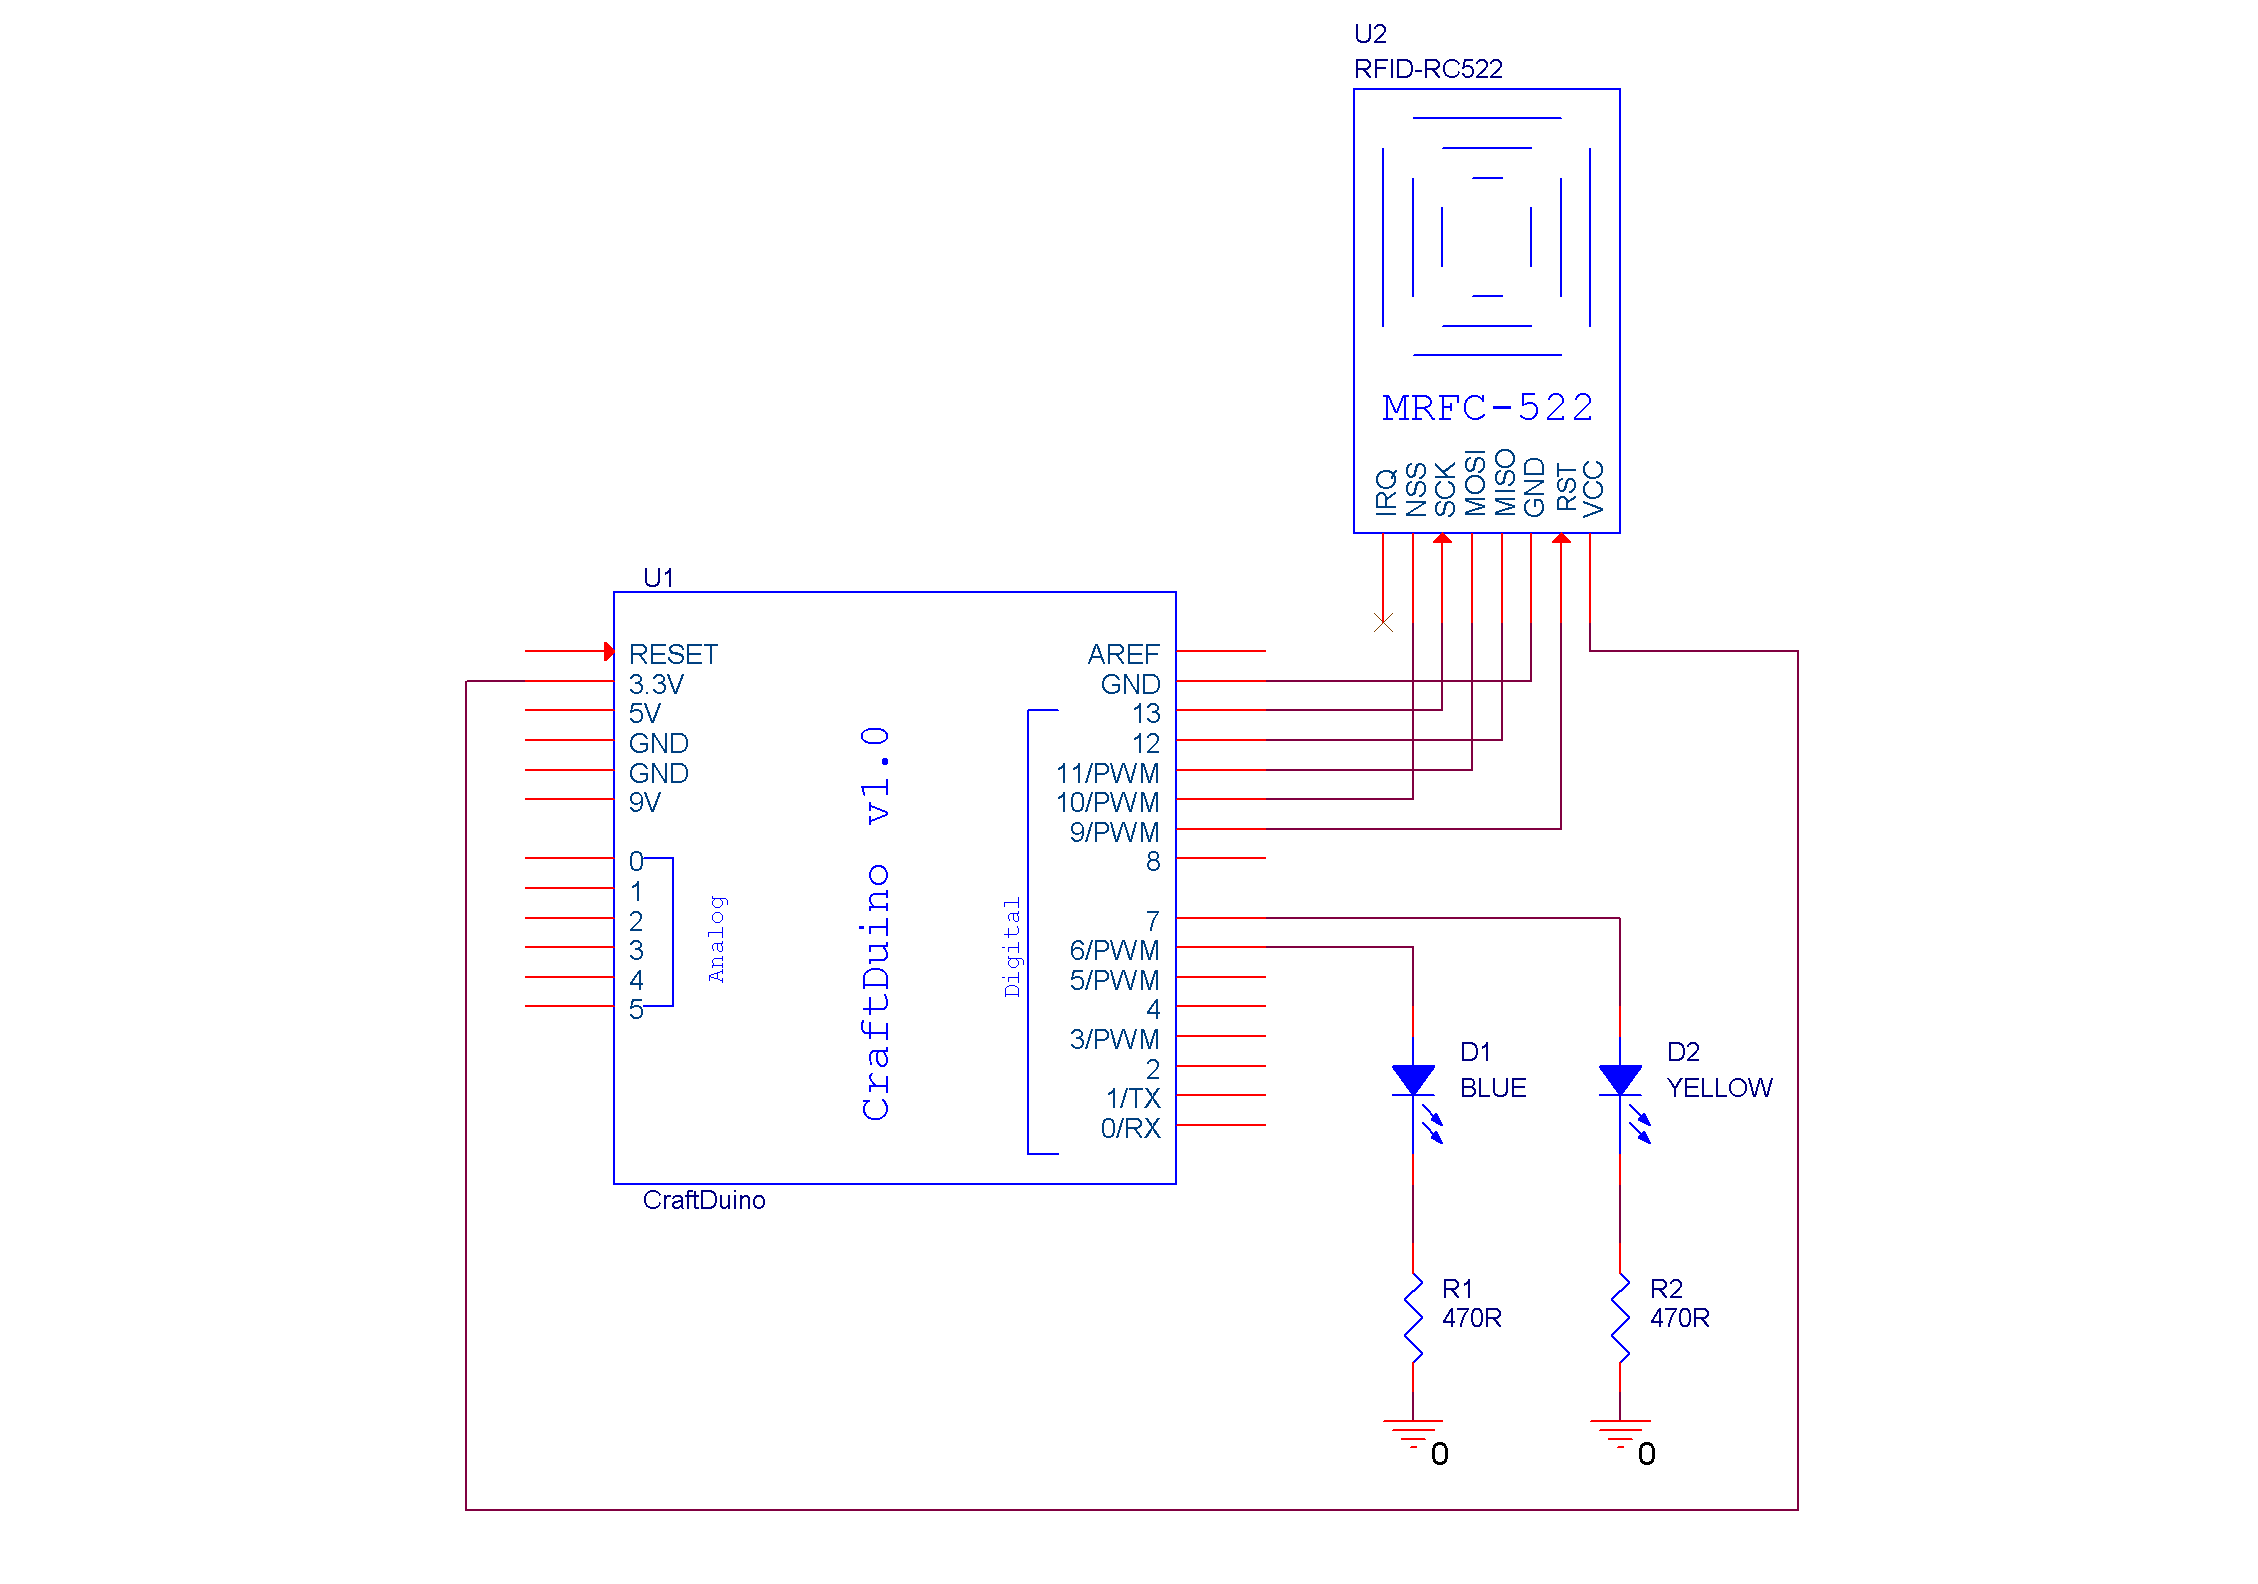 U2
RFID-RC522
MRFC-522
IRQ
NSS
SCK
MOSI
MISO
GND
RST
VCC
U1
RESET
3.3V
5V
GND
GND
9V
0
1
2
3
4
5
Analog
CraftDuino v1.0
Digital
AREF
GND
13
12
11/PWM
10/PWM
9/PWM
8
7
6/PWM
5/PWM
4
3/PWM
2
1/TX
0/RX
CraftDuino
D1
BLUE
D2
YELLOW
R1
470R
R2
470R
0
0